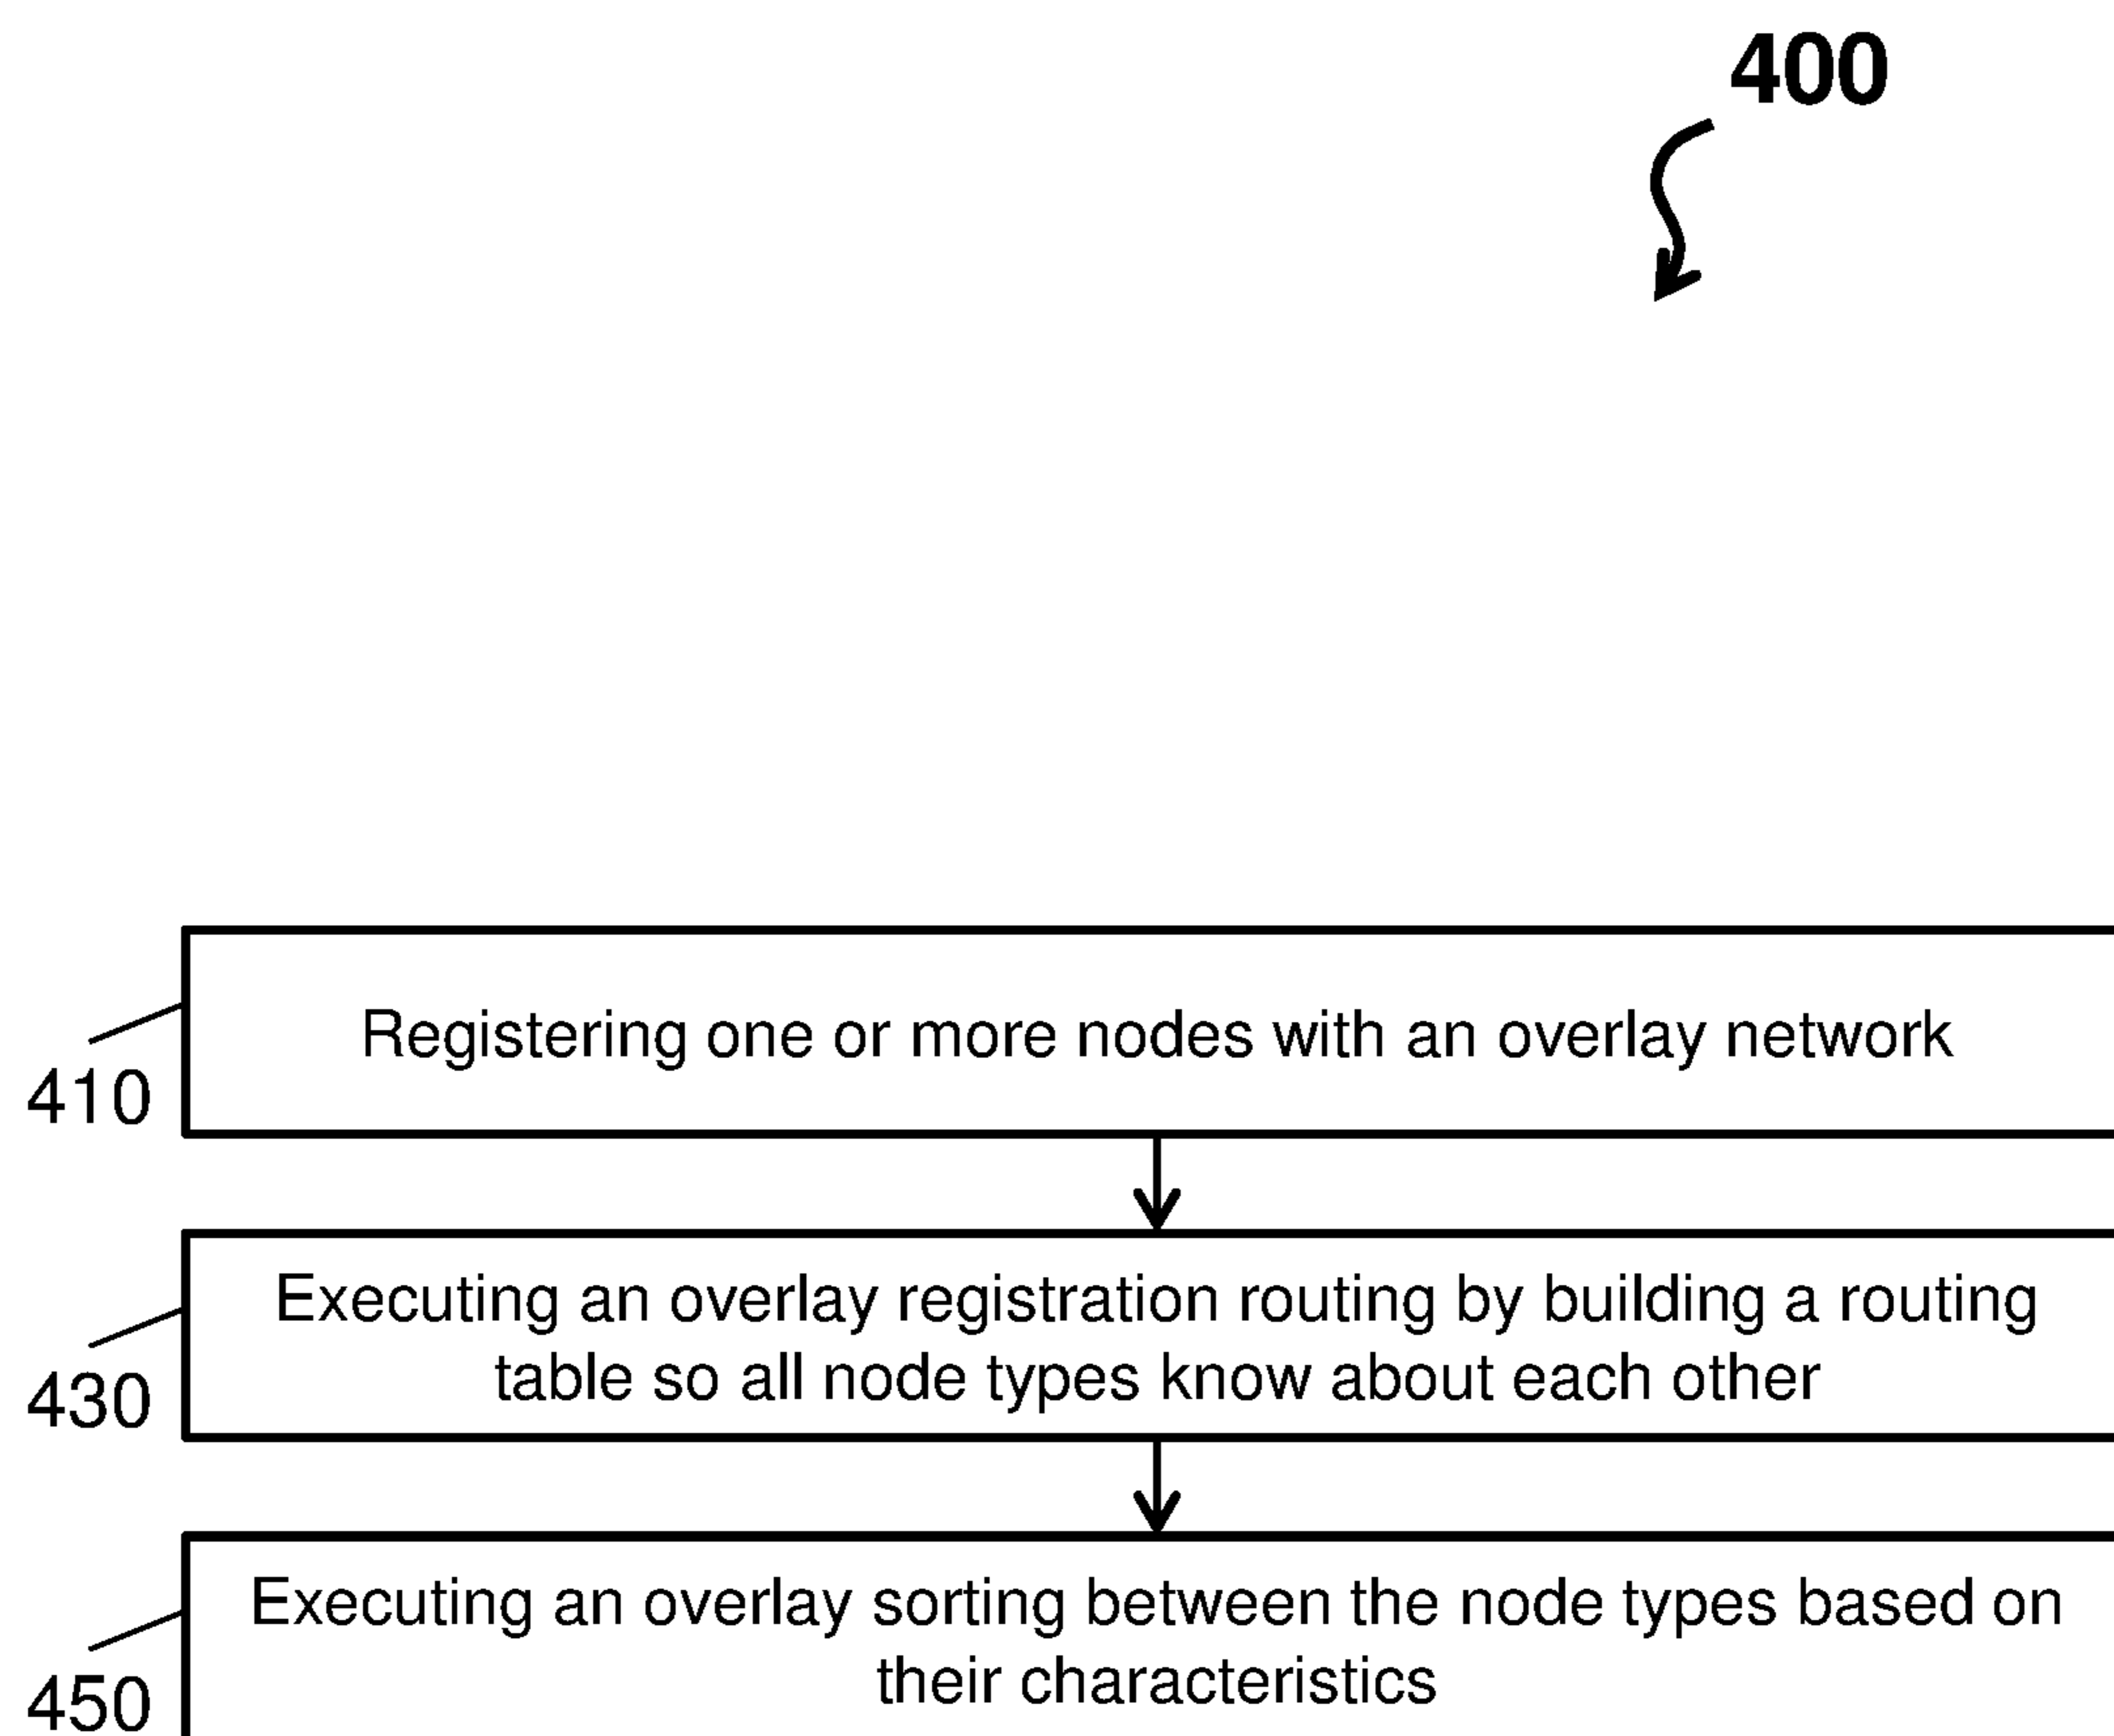 400
Registering one or more nodes with an overlay network
410
Executing an overlay registration routing by building a routing
table so all node types know about each other
430
Executing an overlay sorting between the node types based on
their characteristics
450